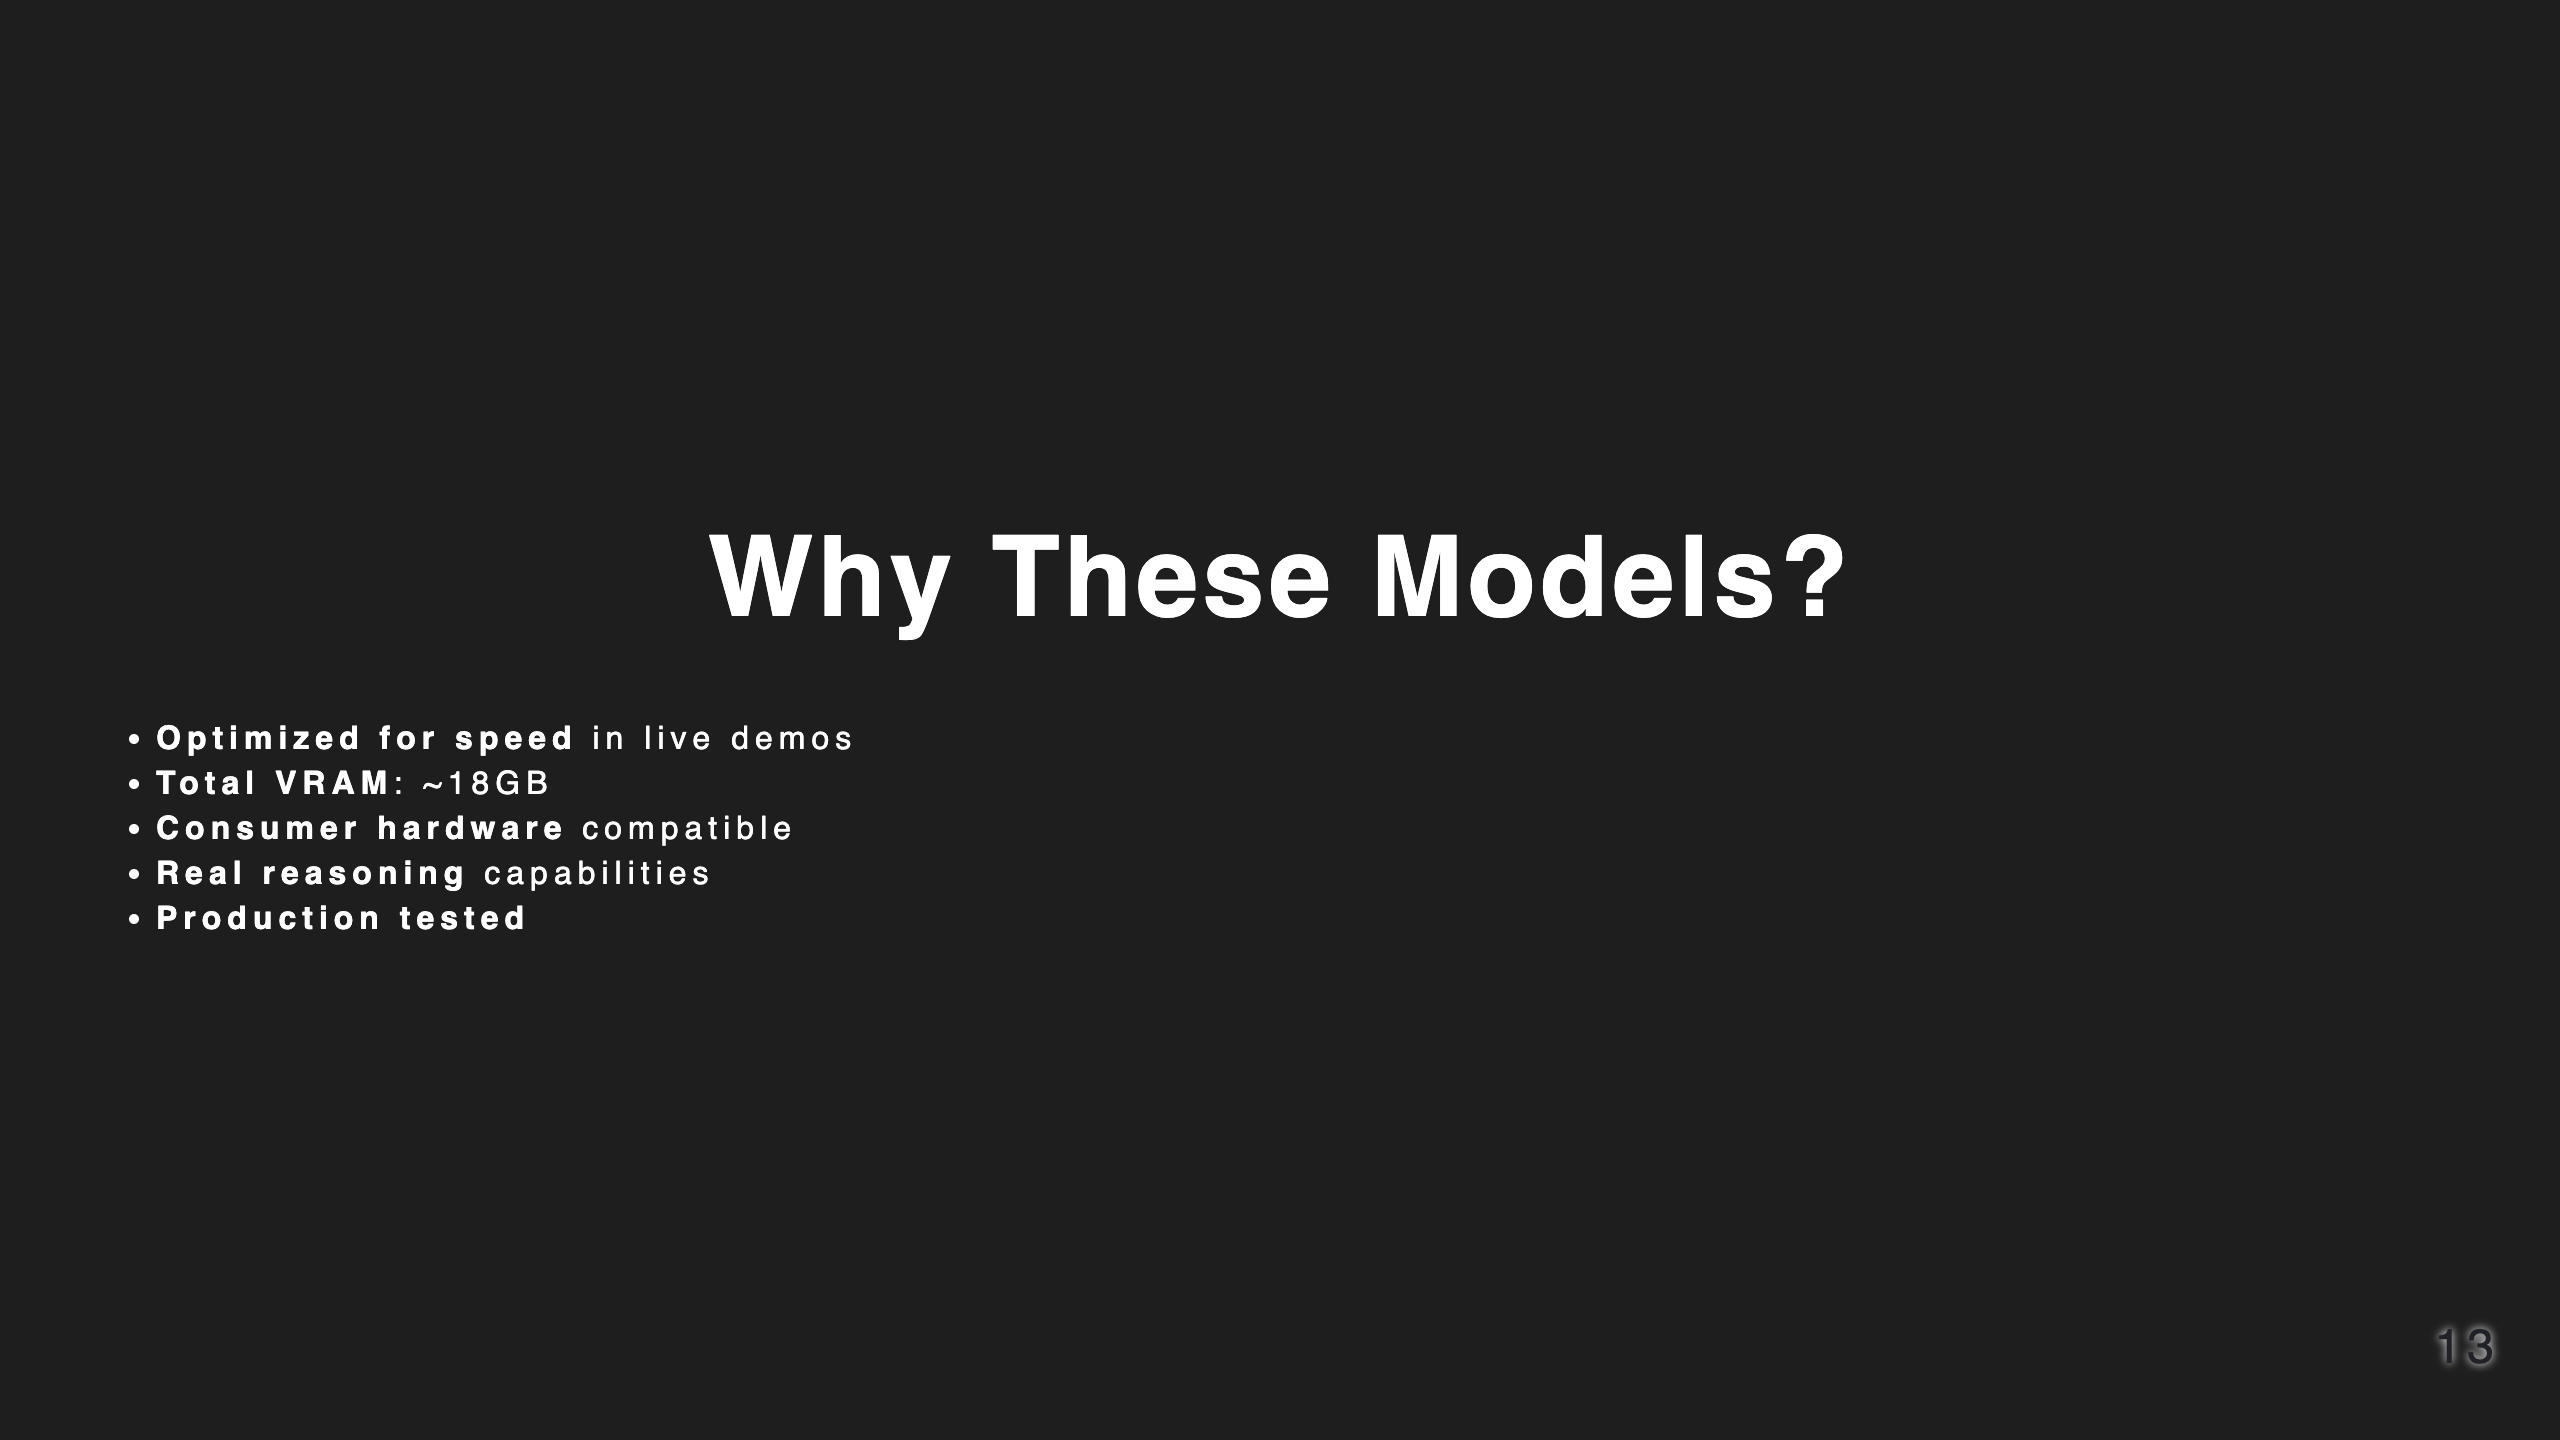 Why These Models?
• Optimized for speed in live demos
• Total VRAM: ~18GB
• Consumer hardware compatible
• Real reasoning capabilities
• Production tested
13